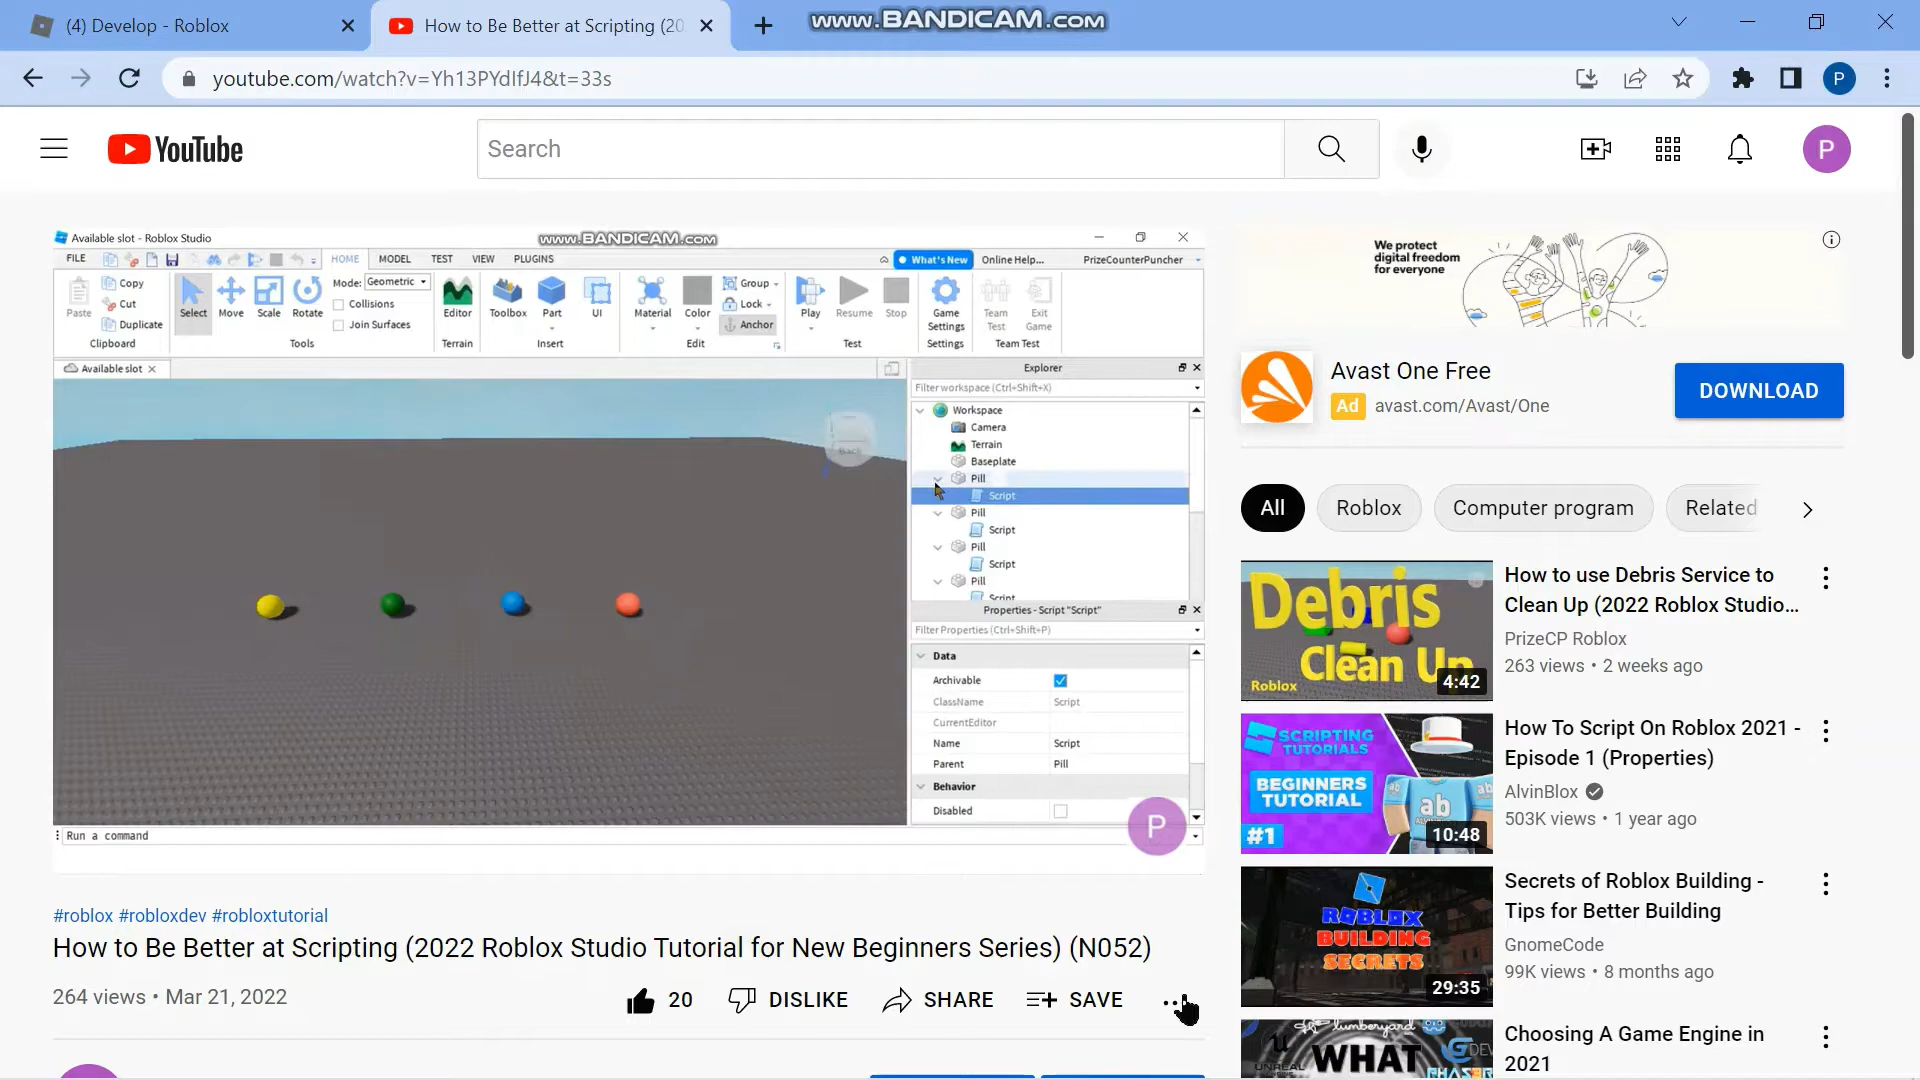 (4) Develop - Roblox
How to Be Better at Scripting (20
www.BANDICAM.com
youtube.com/watch?v=Yh13PYdIfJ4&t=33s
P
YouTube
Search
P
Available slot - Roblox Studio
www.BANDICAM.com
FILE HOME MODEL TEST VIEW PLUGINS
What's New Online Help... PrizeCounterPuncher
Paste
Copy
Cut
Duplicate
Clipboard
Select Move Scale Rotate
Mode: Geometric
Collisions
Join Surfaces
Tools
Editor
Terrain
Toolbox Part UI
Insert
Material Color
Group
Lock
Anchor
Edit
Play Resume Stop
Test
Game
Settings
Settings
Team
Test
Exit
Game
Team Test
Available slot
Back
Explorer
Filter workspace (Ctrl+Shift+X)
Workspace
Camera
Terrain
Baseplate
Pill
Script
Pill
Script
Pill
Script
Pill
Script
Properties - Script "Script"
Filter Properties (Ctrl+Shift+P)
Data
Archivable
ClassName Script
CurrentEditor
Name Script
Parent Pill
Behavior
Disabled
P
Run a command
#roblox #robloxdev #robloxtutorial
How to Be Better at Scripting (2022 Roblox Studio Tutorial for New Beginners Series) (N052)
264 views • Mar 21, 2022
20 DISLIKE SHARE SAVE
We protect
digital freedom
for everyone
Avast One Free
Ad avast.com/Avast/One
DOWNLOAD
All Roblox Computer program Related
Debris
Clean Up
Roblox
4:42
How to use Debris Service to
Clean Up (2022 Roblox Studio...
PrizeCP Roblox
263 views • 2 weeks ago
SCRIPTING
TUTORIALS
BEGINNERS
TUTORIAL
#1
ab
10:48
How To Script On Roblox 2021 -
Episode 1 (Properties)
AlvinBlox
503K views • 1 year ago
ROBLOX
BUILDING
SECRETS
29:35
Secrets of Roblox Building -
Tips for Better Building
GnomeCode
99K views • 8 months ago
lumberyard
WHAT
Choosing A Game Engine in
2021